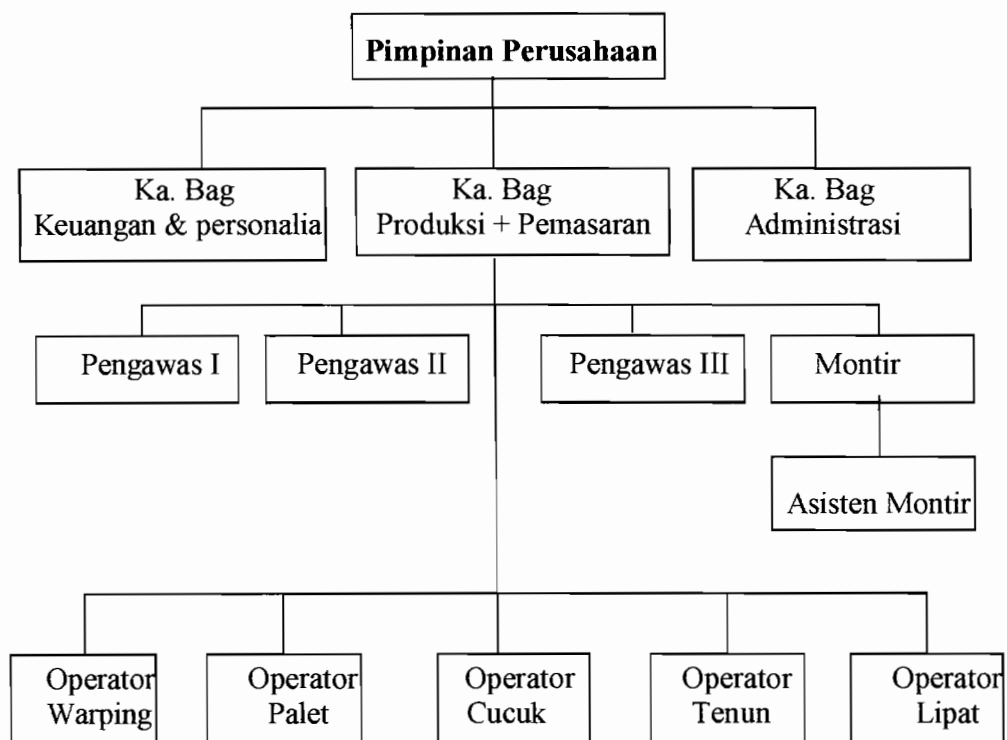 Pimpinan Perusahaan
Ka. Bag
Keuangan & personalia
Ka. Bag
Produksi + Pemasaran
Ka. Bag
Administrasi
Pengawas I
Pengawas II
Pengawas III
Montir
Asisten Montir
Operator
Warping
Operator
Palet
Operator
Cucuk
Operator
Tenun
Operator
Lipat